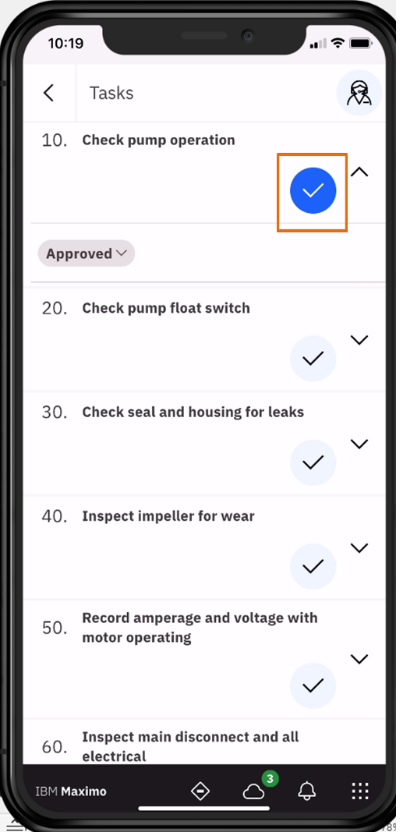 10:19
Tasks
10. Check pump operation
Approved
20. Check pump float switch
30. Check seal and housing for leaks
40. Inspect impeller for wear
50. Record amperage and voltage with
motor operating
60. Inspect main disconnect and all
electrical
3
IBM Maximo